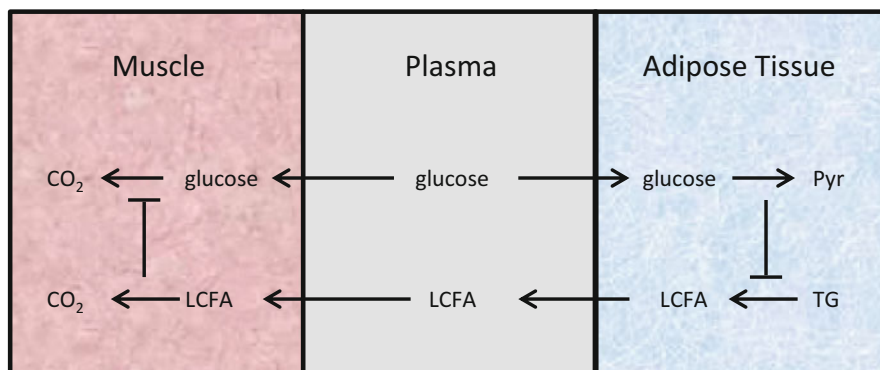 Muscle Plasma Adipose Tissue
CO₂ glucose glucose glucose Pyr
CO₂ LCFA LCFA LCFA TG